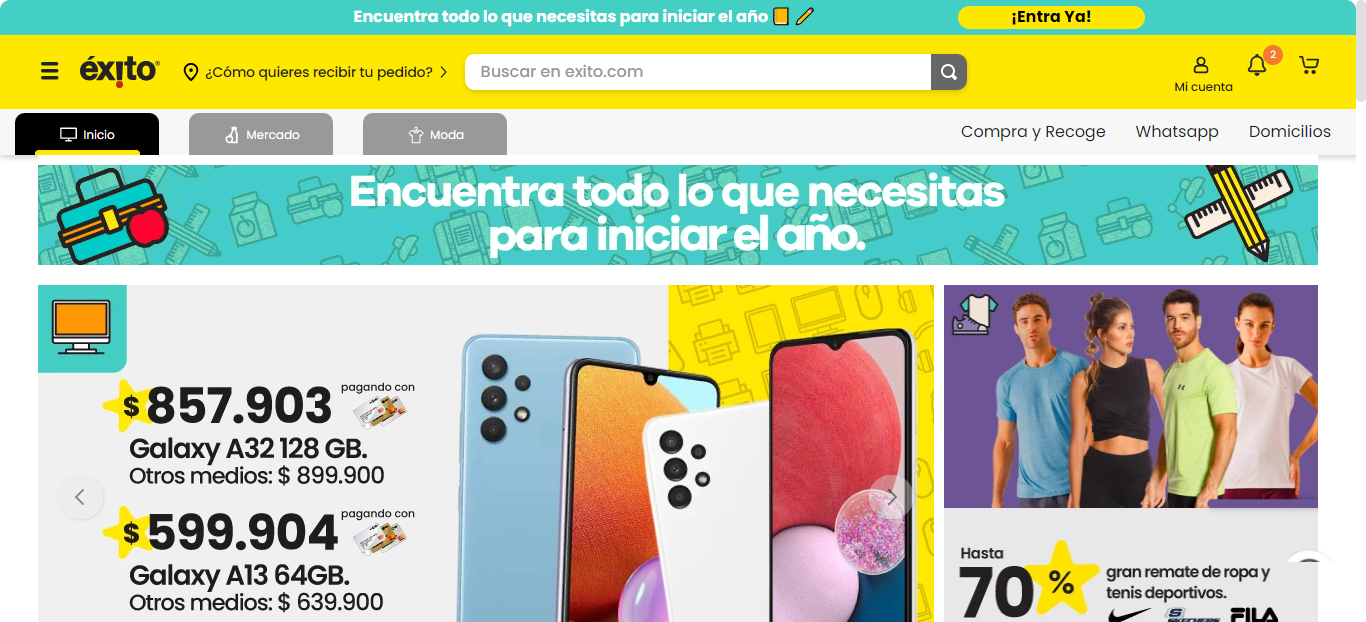 Encuentra todo lo que necesitas para iniciar el año
¡Entra Ya!
éxito
¿Cómo quieres recibir tu pedido?
Buscar en exito.com
2
Mi cuenta
Inicio
Mercado
Moda
Compra y Recoge
Whatsapp
Domicilios
Encuentra todo lo que necesitas
para iniciar el año.
$857.903
pagando con
Galaxy A32 128 GB.
Otros medios: $ 899.900
$599.904
pagando con
Galaxy A13 64GB.
Otros medios: $ 639.900
Hasta
70%
gran remate de ropa y
tenis deportivos.
SKECHERS
FILA